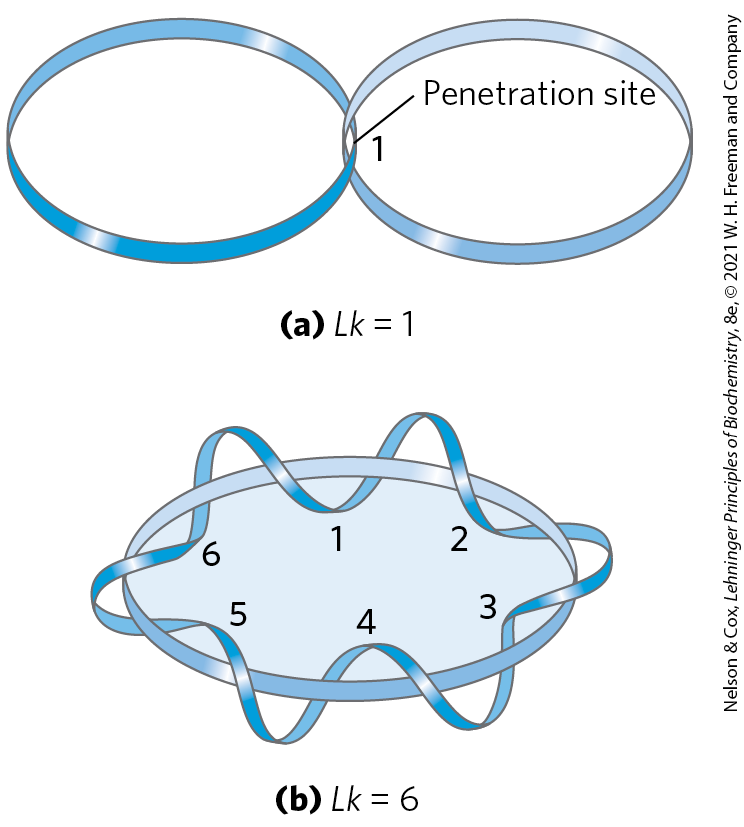 Penetration site
1
(a) Lk = 1
1
2
6
5
4
3
(b) Lk = 6
Nelson & Cox, Lehninger Principles of Biochemistry, 8e, © 2021 W. H. Freeman and Company